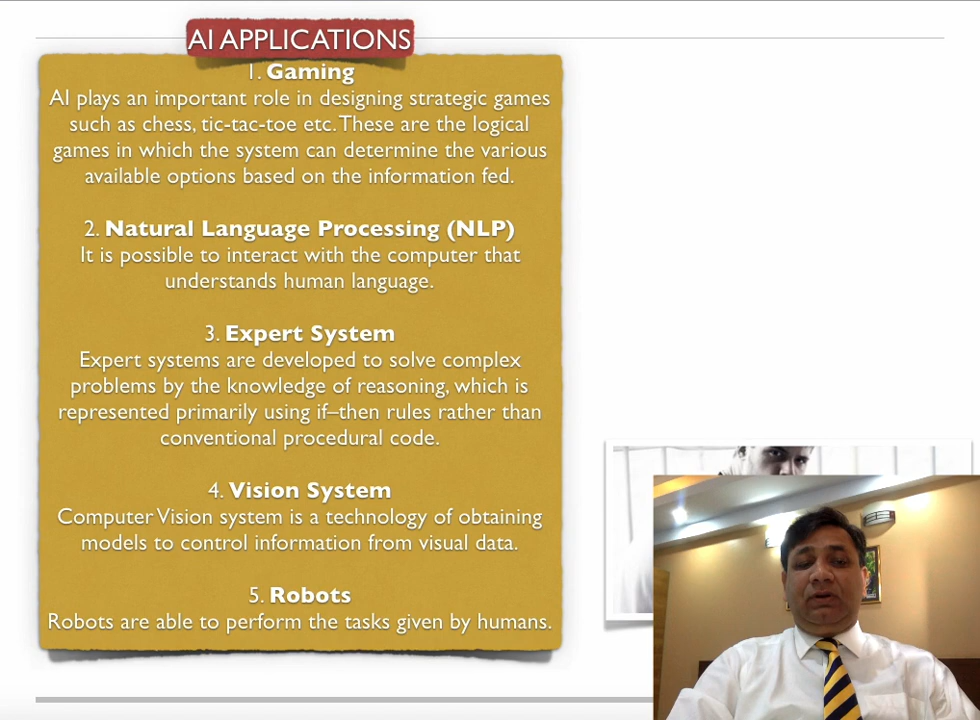 AI APPLICATIONS
1. Gaming
AI plays an important role in designing strategic games
such as chess, tic-tac-toe etc. These are the logical
games in which the system can determine the various
available options based on the information fed.
2. Natural Language Processing (NLP)
It is possible to interact with the computer that
understands human language.
3. Expert System
Expert systems are developed to solve complex
problems by the knowledge of reasoning, which is
represented primarily using if–then rules rather than
conventional procedural code.
4. Vision System
Computer Vision system is a technology of obtaining
models to control information from visual data.
5. Robots
Robots are able to perform the tasks given by humans.